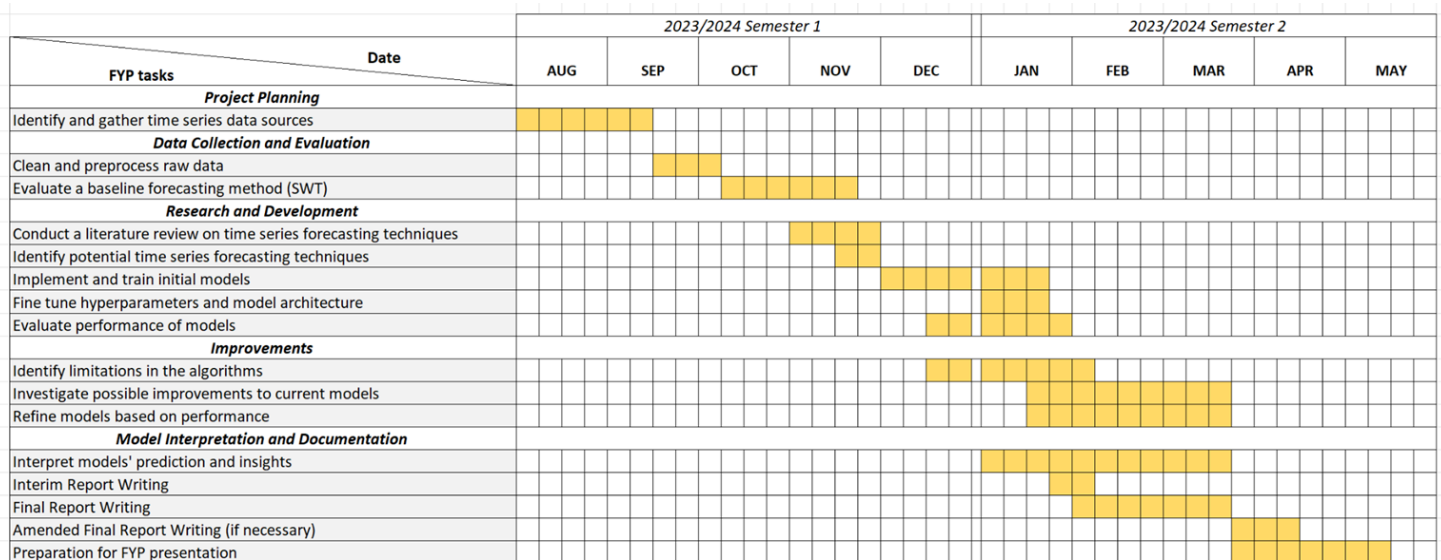 2023/2024 Semester 1 2023/2024 Semester 2
Date
FYP tasks
AUG SEP OCT NOV DEC JAN FEB MAR APR MAY
Project Planning
Identify and gather time series data sources
Data Collection and Evaluation
Clean and preprocess raw data
Evaluate a baseline forecasting method (SWT)
Research and Development
Conduct a literature review on time series forecasting techniques
Identify potential time series forecasting techniques
Implement and train initial models
Fine tune hyperparameters and model architecture
Evaluate performance of models
Improvements
Identify limitations in the algorithms
Investigate possible improvements to current models
Refine models based on performance
Model Interpretation and Documentation
Interpret models' prediction and insights
Interim Report Writing
Final Report Writing
Amended Final Report Writing (if necessary)
Preparation for FYP presentation